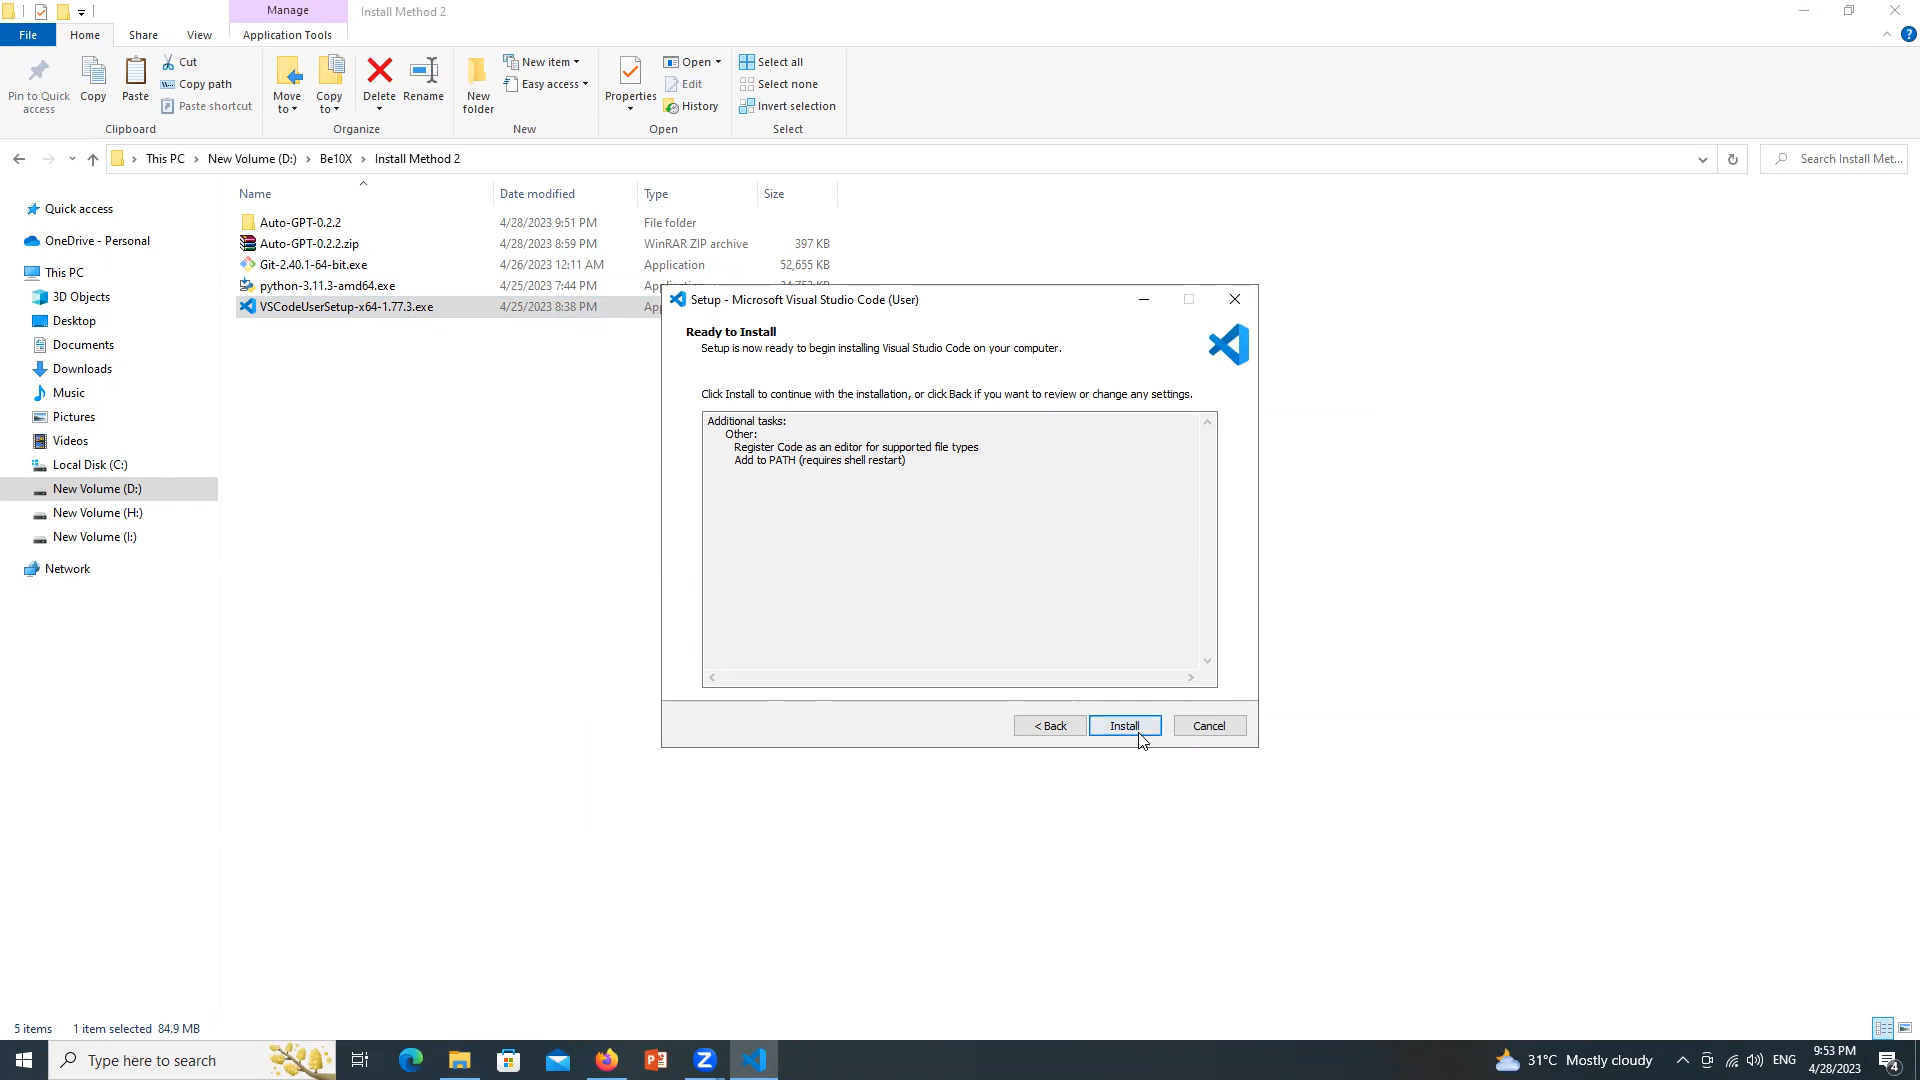 Manage
Install Method 2
File
Home
Share
View
Application Tools
Pin to Quick access
Copy
Paste
Cut
Copy path
Paste shortcut
Clipboard
Move to
Copy to
Delete
Rename
Organize
New folder
New item
Easy access
New
Properties
Open
Edit
History
Open
Select all
Select none
Invert selection
Select
This PC
New Volume (D:)
Be10X
Install Method 2
Search Install Met...
Name
Date modified
Type
Size
Auto-GPT-0.2.2 4/28/2023 9:51 PM File folder
Auto-GPT-0.2.2.zip 4/28/2023 8:59 PM WinRAR ZIP archive 397 KB
Git-2.40.1-64-bit.exe 4/26/2023 12:11 AM Application 52,655 KB
python-3.11.3-amd64.exe 4/25/2023 7:44 PM
VSCodeUserSetup-x64-1.77.3.exe 4/25/2023 8:38 PM
Quick access
OneDrive - Personal
This PC
3D Objects
Desktop
Documents
Downloads
Music
Pictures
Videos
Local Disk (C:)
New Volume (D:)
New Volume (H:)
New Volume (I:)
Network
Setup - Microsoft Visual Studio Code (User)
Ready to Install
Setup is now ready to begin installing Visual Studio Code on your computer.
Click Install to continue with the installation, or click Back if you want to review or change any settings.
Additional tasks:
Other:
Register Code as an editor for supported file types
Add to PATH (requires shell restart)
< Back
Install
Cancel
5 items
1 item selected 84.9 MB
Type here to search
31°C Mostly cloudy
ENG
9:53 PM
4/28/2023
4